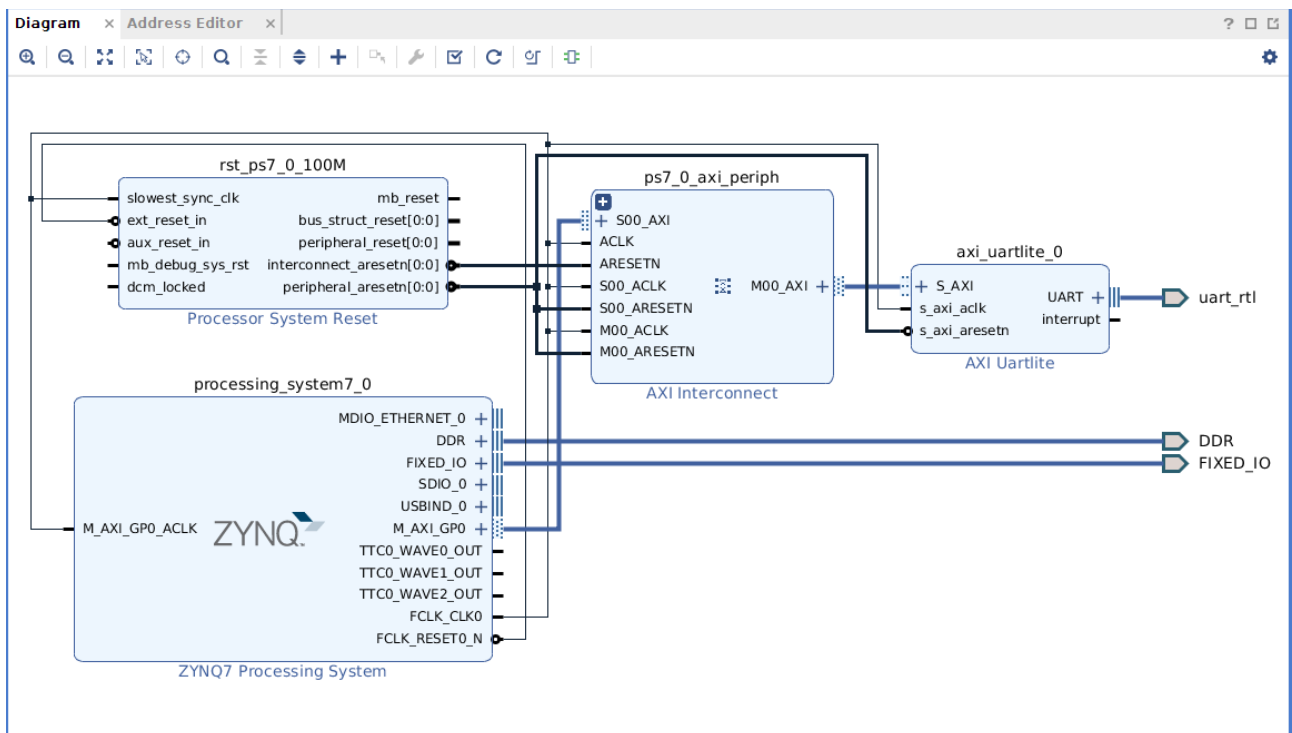 Diagram × Address Editor ×
?
rst_ps7_0_100M
slowest_sync_clk mb_reset
ext_reset_in bus_struct_reset[0:0]
aux_reset_in peripheral_reset[0:0]
mb_debug_sys_rst interconnect_aresetn[0:0]
dcm_locked peripheral_aresetn[0:0]
Processor System Reset
ps7_0_axi_periph
S00_AXI
ACLK
ARESETN
S00_ACLK M00_AXI
S00_ARESETN
M00_ACLK
M00_ARESETN
AXI Interconnect
axi_uartlite_0
S_AXI
s_axi_aclk UART
s_axi_aresetn interrupt
AXI Uartlite
uart_rtl
processing_system7_0
MDIO_ETHERNET_0
DDR
FIXED_IO
SDIO_0
USBIND_0
M_AXI_GP0_ACLK ZYNQ M_AXI_GP0
TTC0_WAVE0_OUT
TTC0_WAVE1_OUT
TTC0_WAVE2_OUT
FCLK_CLK0
FCLK_RESET0_N
ZYNQ7 Processing System
DDR
FIXED_IO